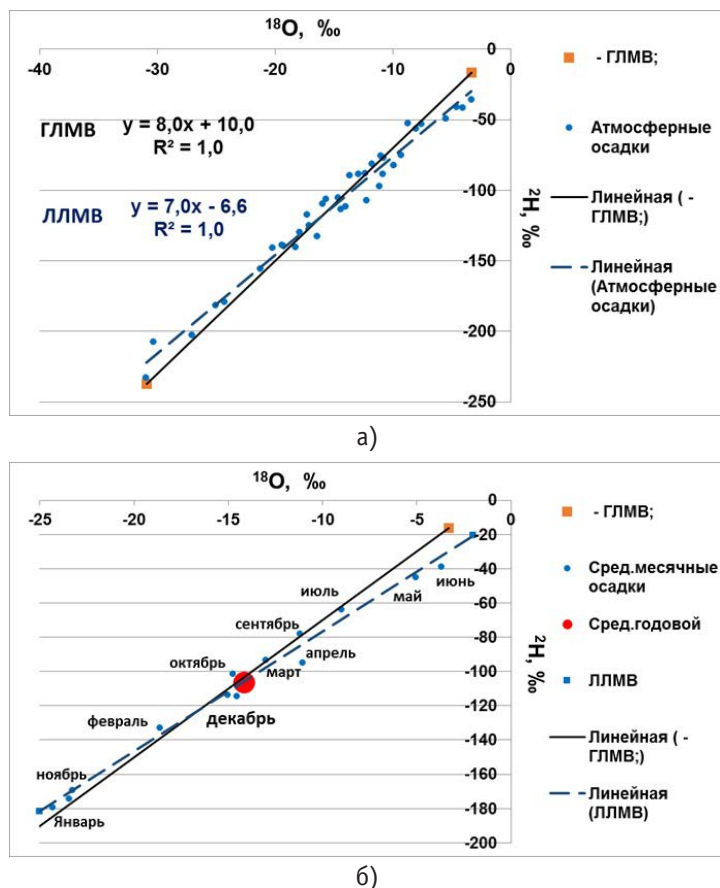 ¹⁸O, ‰
-40 -30 -20 -10 0
0
-50
-100
-150
-200
-250
²H, ‰
ГЛМВ y = 8,0x + 10,0
R² = 1,0
ЛЛМВ y = 7,0x - 6,6
R² = 1,0
- ГЛМВ;
Атмосферные
осадки
Линейная ( -
ГЛМВ;)
Линейная
(Атмосферные
осадки)
а)
¹⁸O, ‰
-25 -20 -15 -10 -5 0
0
-20
-40
-60
-80
-100
-120
-140
-160
-180
-200
²H, ‰
июнь
май
июль
сентябрь
апрель
март
октябрь
декабрь
февраль
ноябрь
Январь
- ГЛМВ;
Сред.месячные
осадки
Сред.годовой
ЛЛМВ
Линейная ( -
ГЛМВ;)
Линейная
(ЛЛМВ)
б)